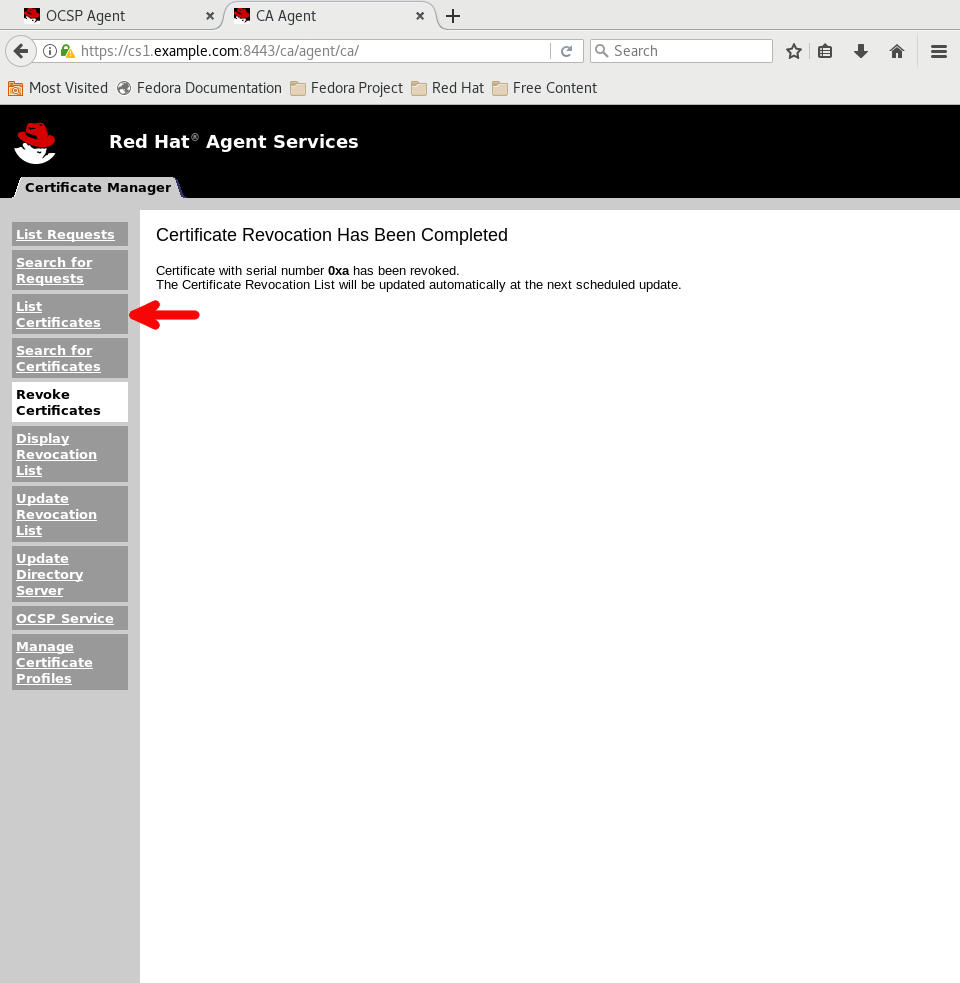 OCSP Agent
CA Agent
https://cs1.example.com:8443/ca/agent/ca/
Search
Most Visited
Fedora Documentation
Fedora Project
Red Hat
Free Content
Red Hat® Agent Services
Certificate Manager
List Requests
Search for
Requests
List
Certificates
Search for
Certificates
Revoke
Certificates
Display
Revocation
List
Update
Revocation
List
Update
Directory
Server
OCSP Service
Manage
Certificate
Profiles
Certificate Revocation Has Been Completed
Certificate with serial number 0xa has been revoked.
The Certificate Revocation List will be updated automatically at the next scheduled update.